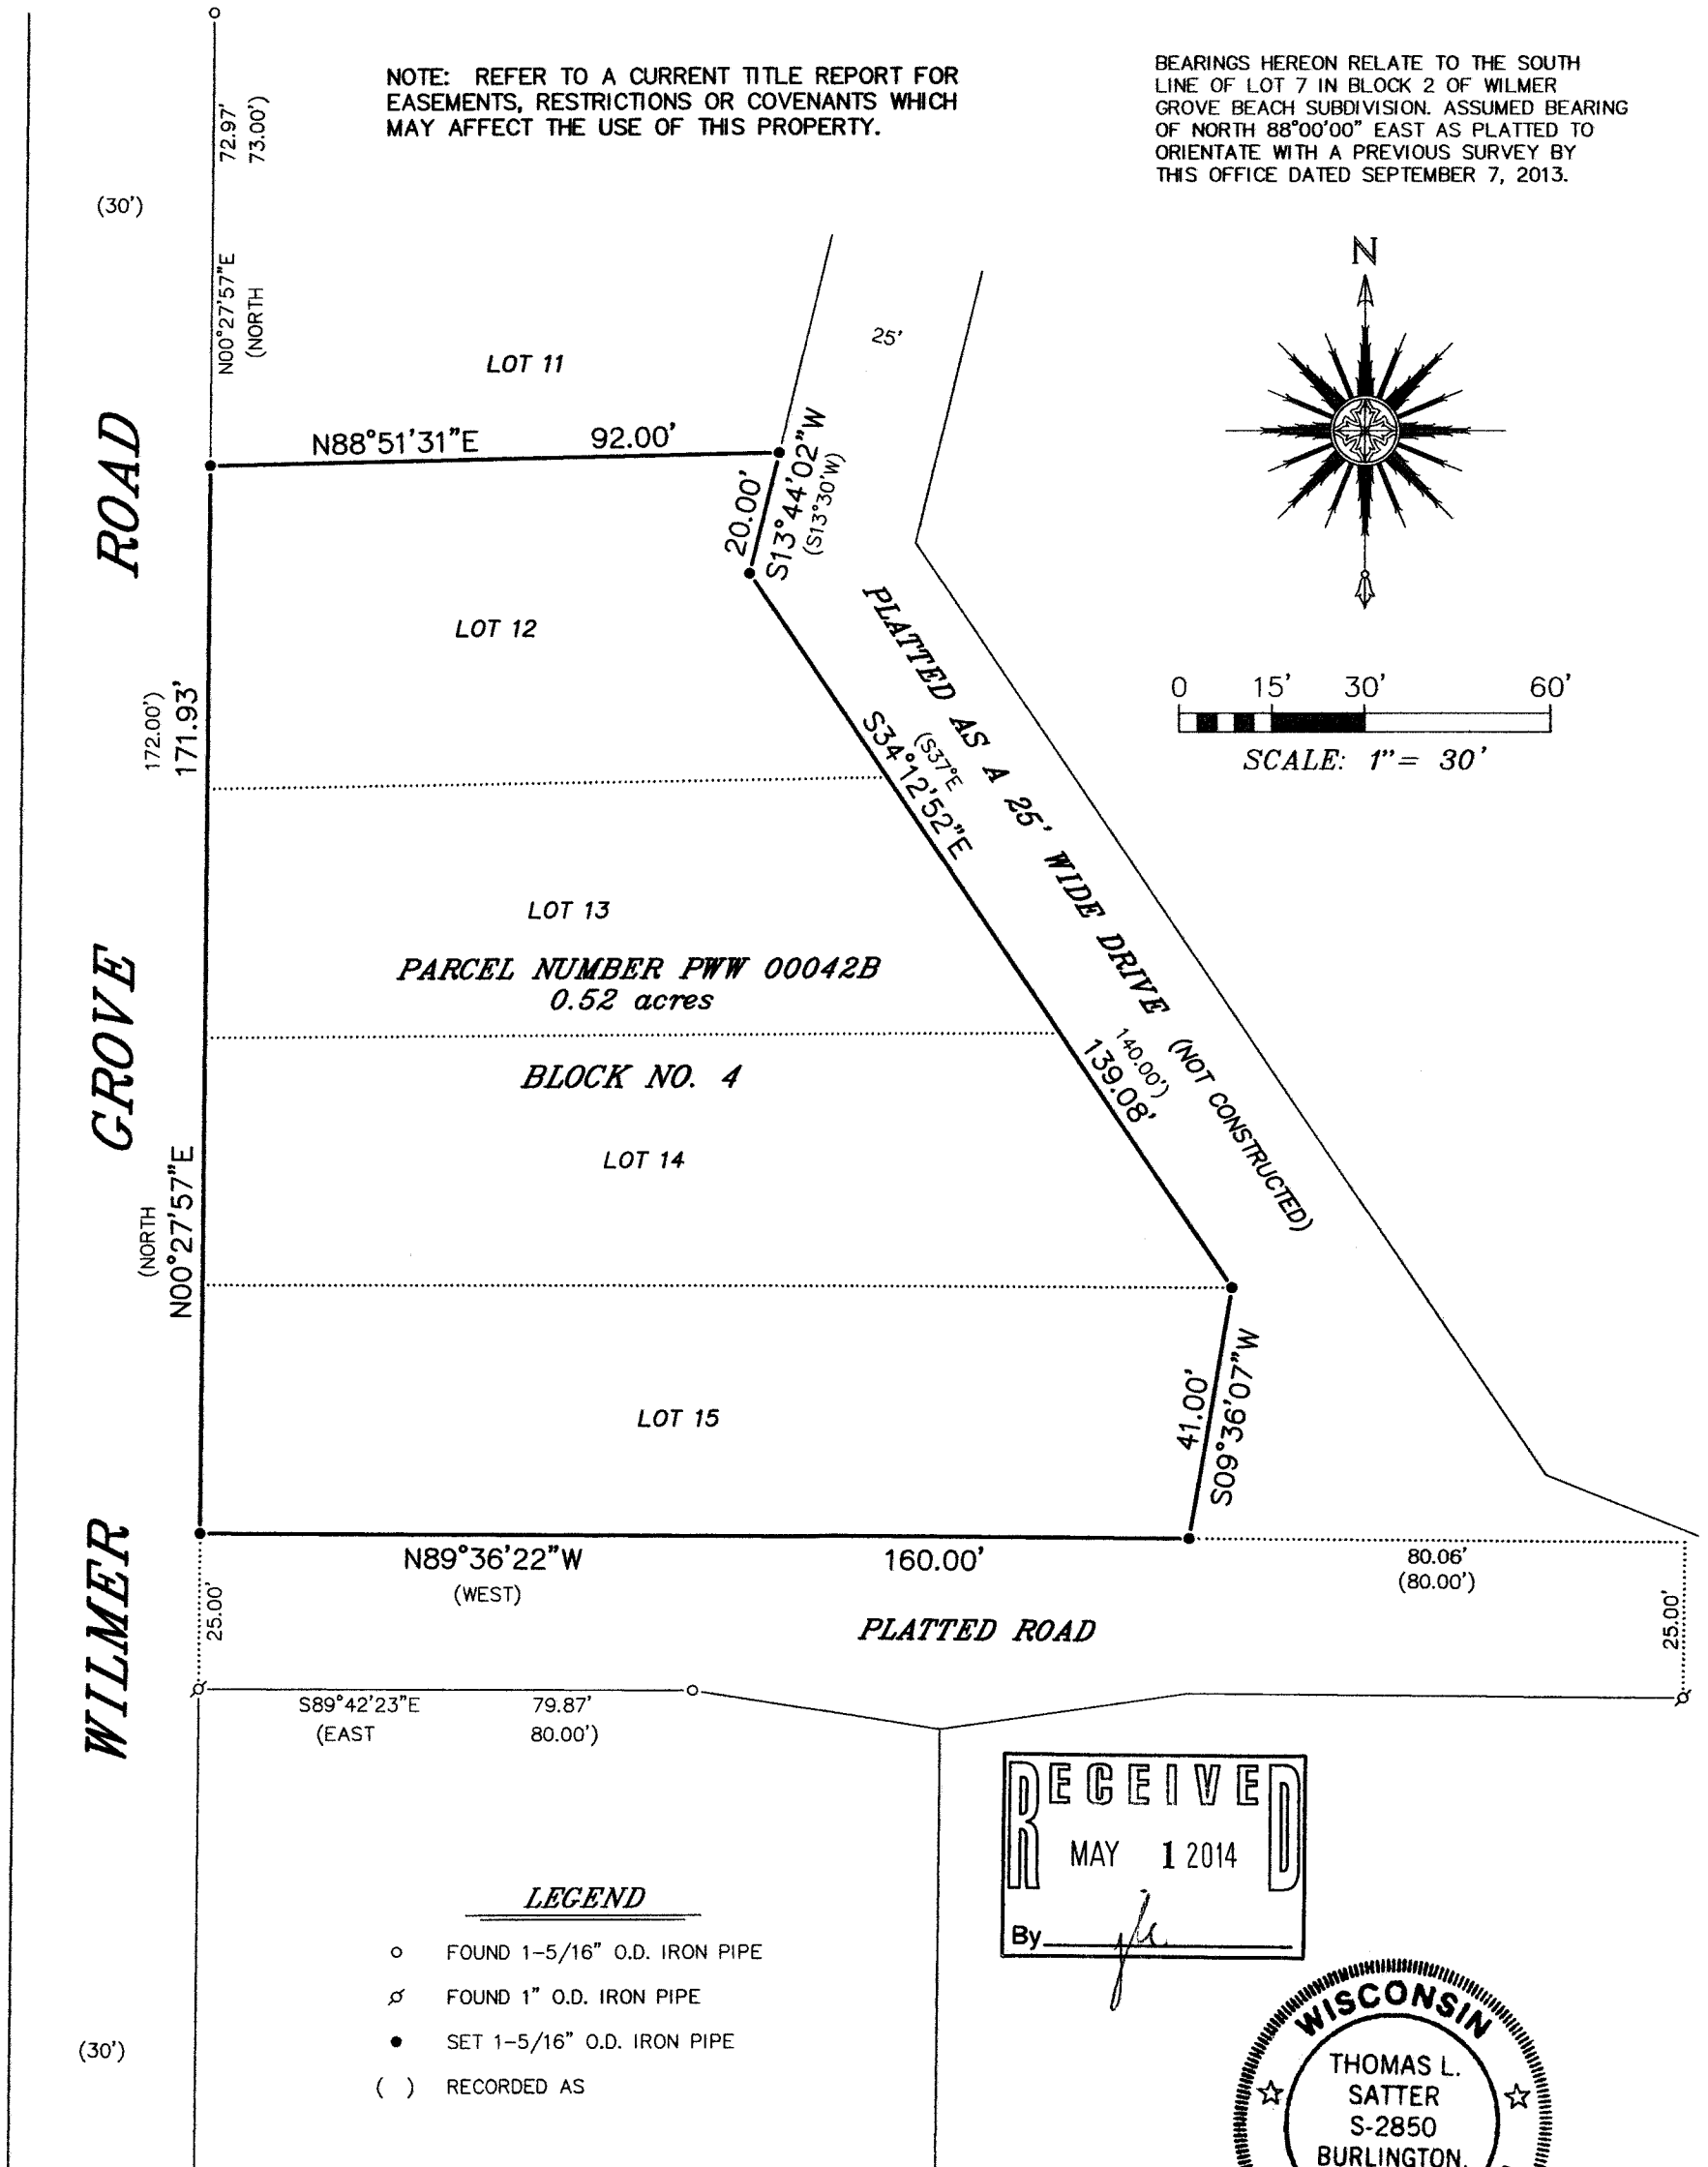 NOTE: REFER TO A CURRENT TITLE REPORT FOR
EASEMENTS, RESTRICTIONS OR COVENANTS WHICH
MAY AFFECT THE USE OF THIS PROPERTY.
BEARINGS HEREON RELATE TO THE SOUTH
LINE OF LOT 7 IN BLOCK 2 OF WILMER
GROVE BEACH SUBDIVISION. ASSUMED BEARING
OF NORTH 88°00'00" EAST AS PLATTED TO
ORIENTATE WITH A PREVIOUS SURVEY BY
THIS OFFICE DATED SEPTEMBER 7, 2013.
N00°27'57"E 72.97'
(NORTH 73.00')
(30')
N
25'
LOT 11
N88°51'31"E 92.00'
20.00'
S13°44'02"W
(S13°30'W)
WILMER GROVE ROAD
LOT 12
0 15' 30' 60'
SCALE: 1"= 30'
PLATTED AS A 25' WIDE DRIVE (NOT CONSTRUCTED)
(S37°E 140.00')
S34°12'52"E 139.08'
(NORTH 172.00')
N00°27'57"E 171.93'
LOT 13
PARCEL NUMBER PWW 00042B
0.52 acres
BLOCK NO. 4
LOT 14
LOT 15
41.00'
S09°36'07"W
N89°36'22"W 160.00'
(WEST)
80.06'
(80.00')
25.00'
PLATTED ROAD
25.00'
S89°42'23"E 79.87'
(EAST 80.00')
RECEIVED
MAY 1 2014
By
LEGEND
FOUND 1-5/16" O.D. IRON PIPE
FOUND 1" O.D. IRON PIPE
SET 1-5/16" O.D. IRON PIPE
( ) RECORDED AS
(30')
WISCONSIN
THOMAS L.
SATTER
S-2850
BURLINGTON,